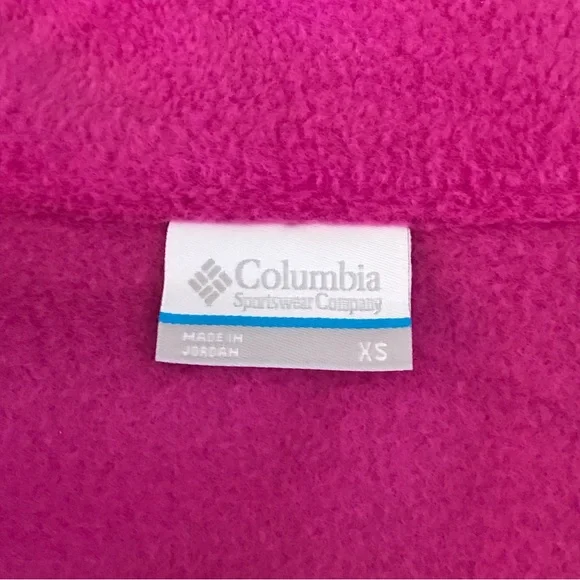 Columbia
Sportswear Company
MADE IN
JORDAN
XS